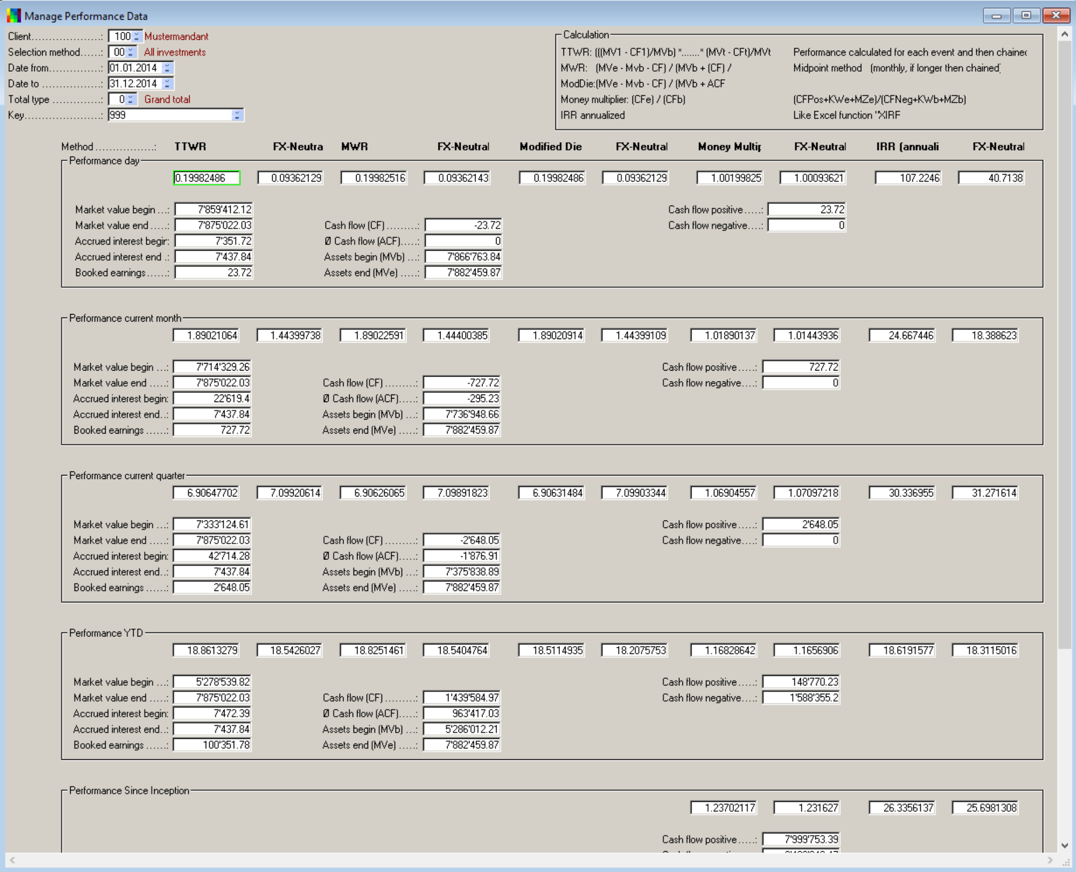 Manage Performance Data
Client.....................: 100 Mustermandant
Selection method.....: 00 All investments
Date from..............: 01.01.2014
Date to .................: 31.12.2014
Total type .............: 0 Grand total
Key.......................: 999
Calculation
TTWR: (((MV1 - CF1)/MVb) *.......* (MVt - CFt)/MVt Performance calculated for each event and then chained
MWR: (MVe - Mvb - CF) / (MVb + (CF) / Midpoint method (monthly, if longer then chained)
ModDie:(MVe - Mvb - CF) / (MVb + ACF
Money multiplier: (CFe) / (CFb) (CFPos+KWe+MZe)/(CFNeg+KWb+MZb)
IRR annualized Like Excel function "XIRF
Method ................: TTWR FX-Neutra MWR FX-Neutral Modified Die FX-Neutral Money Multip FX-Neutral IRR (annuali FX-Neutral
Performance day
0.19982486 0.09362129 0.19982516 0.09362143 0.19982486 0.09362129 1.00199825 1.00093621 107.2246 40.7138
Market value begin ...: 7'859'412.12 Cash flow positive .....: 23.72
Market value end .....: 7'875'022.03 Cash flow (CF) .........: -23.72 Cash flow negative....: 0
Accrued interest begin: 7'351.72 Ø Cash flow (ACF).....: 0
Accrued interest end ..: 7'437.84 Assets begin (MVb) ...: 7'866'763.84
Booked earnings ......: 23.72 Assets end (MVe) .....: 7'882'459.87
Performance current month
1.89021064 1.44399738 1.89022591 1.44400385 1.89020914 1.44399109 1.01890137 1.01443936 24.667446 18.388623
Market value begin ...: 7'714'329.26 Cash flow positive .....: 727.72
Market value end .....: 7'875'022.03 Cash flow (CF) .........: -727.72 Cash flow negative....: 0
Accrued interest begin: 22'619.4 Ø Cash flow (ACF).....: -295.23
Accrued interest end..: 7'437.84 Assets begin (MVb) ...: 7'736'948.66
Booked earnings ......: 727.72 Assets end (MVe) .....: 7'882'459.87
Performance current quarter
6.90647702 7.09920614 6.90626065 7.09891823 6.90631484 7.09903344 1.06904557 1.07097218 30.336955 31.271614
Market value begin ...: 7'333'124.61 Cash flow positive.....: 2'648.05
Market value end .....: 7'875'022.03 Cash flow (CF) .........: -2'648.05 Cash flow negative....: 0
Accrued interest begin: 42'714.28 Ø Cash flow (ACF).....: -1'876.91
Accrued interest end..: 7'437.84 Assets begin (MVb) ...: 7'375'838.89
Booked earnings ......: 2'648.05 Assets end (MVe) .....: 7'882'459.87
Performance YTD
18.8613279 18.5426027 18.8251461 18.5404764 18.5114935 18.2075753 1.16828642 1.1656906 18.6191577 18.3115016
Market value begin ...: 5'278'539.82 Cash flow positive.....: 148'770.23
Market value end .....: 7'875'022.03 Cash flow (CF) .........: 1'439'584.97 Cash flow negative....: 1'588'355.2
Accrued interest begin: 7'472.39 Ø Cash flow (ACF).....: 963'417.03
Accrued interest end..: 7'437.84 Assets begin (MVb) ...: 5'286'012.21
Booked earnings ......: 100'351.78 Assets end (MVe) .....: 7'882'459.87
Performance Since Inception
1.23702117 1.231627 26.3356137 25.6981308
Cash flow positive.....: 7'999'753.39